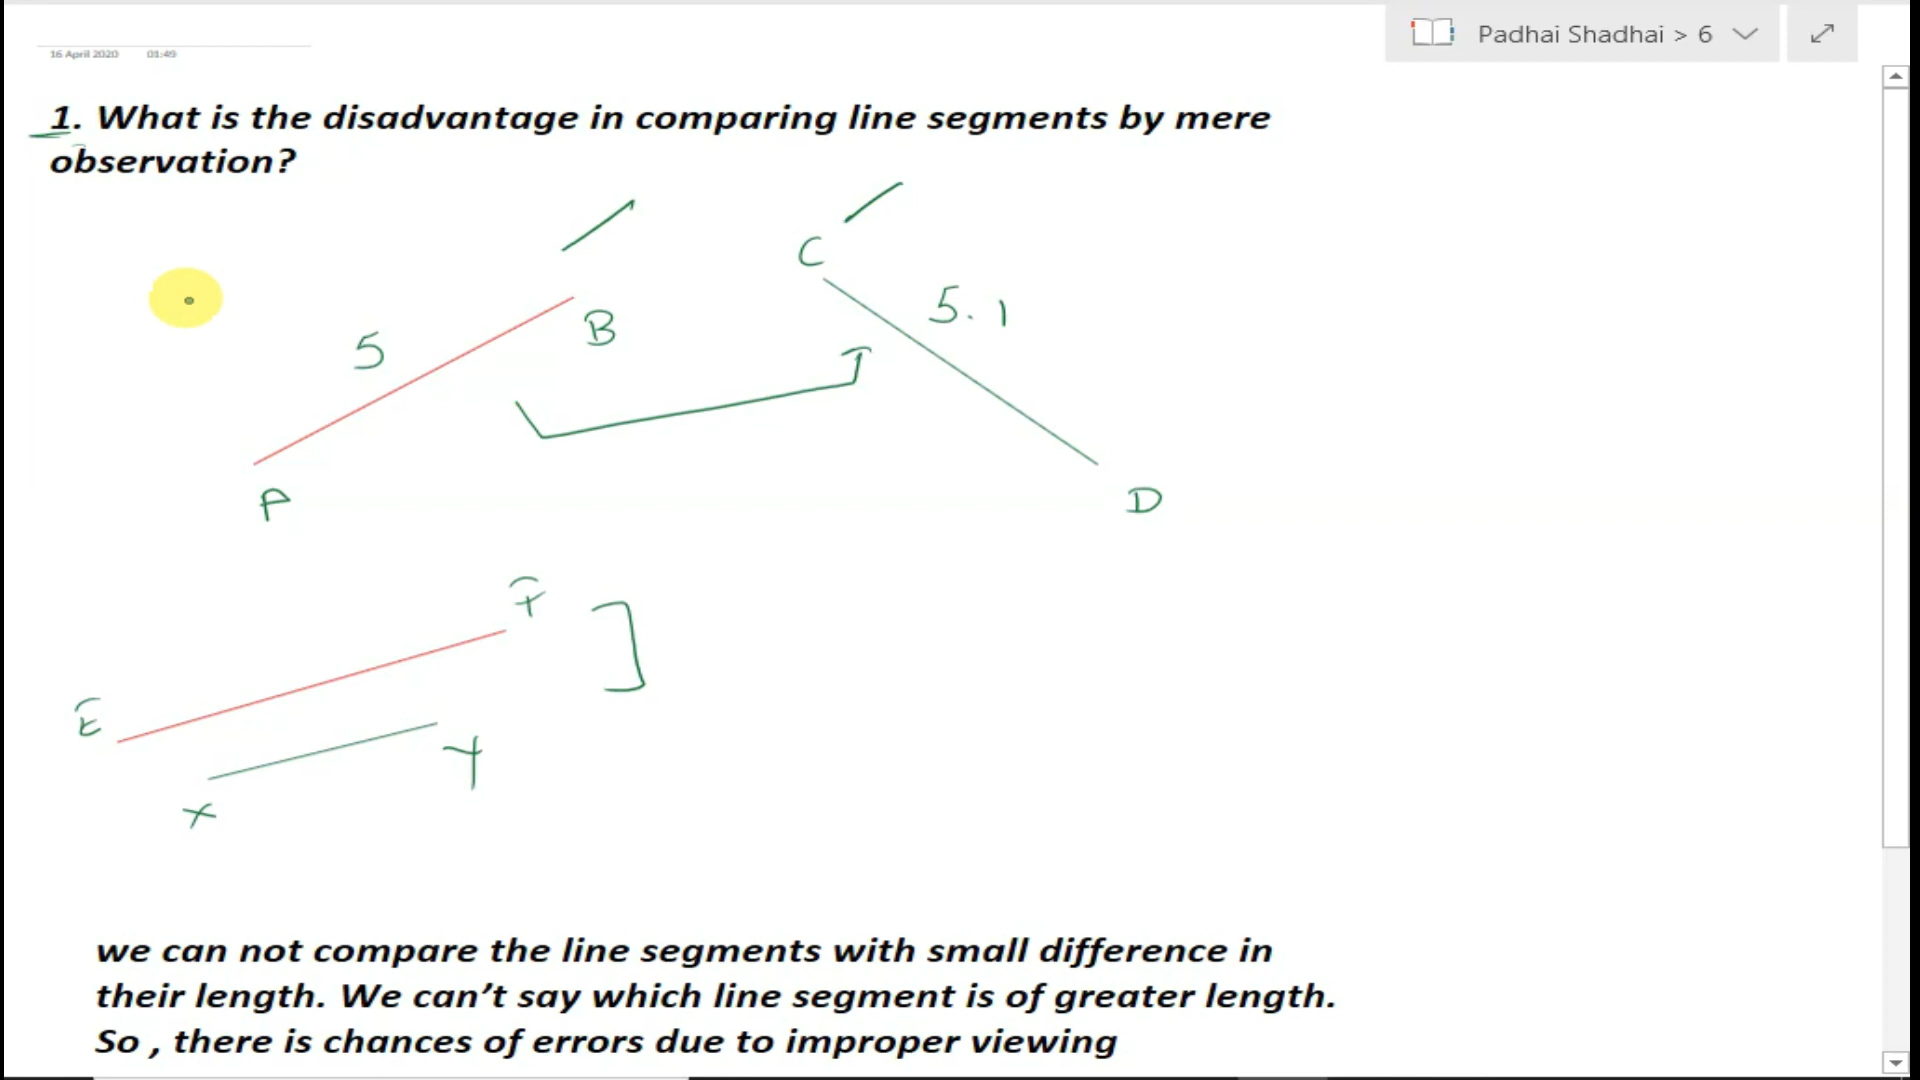 Padhai Shadhai > 6
16 April 2020 01:49
1. What is the disadvantage in comparing line segments by mere
observation?
C
5. 1
B
5
A
D
F
E
Y
X
we can not compare the line segments with small difference in
their length. We can’t say which line segment is of greater length.
So , there is chances of errors due to improper viewing